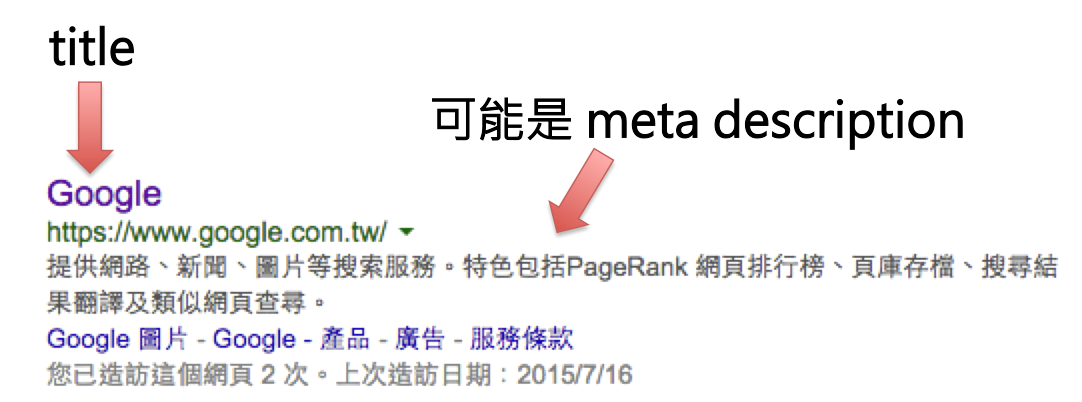 title
可能是 meta description
Google
https://www.google.com.tw/
提供網路、新聞、圖片等搜索服務。特色包括PageRank 網頁排行榜、頁庫存檔、搜尋結
果翻譯及類似網頁查尋。
Google 圖片 - Google - 產品 - 廣告 - 服務條款
您已造訪這個網頁 2 次。上次造訪日期：2015/7/16